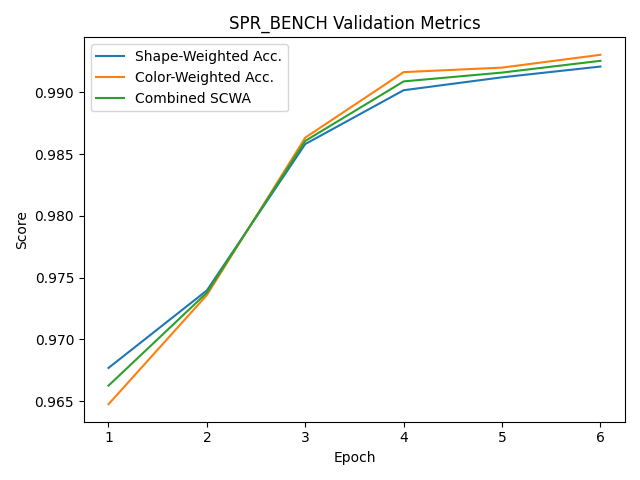 SPR_BENCH Validation Metrics
Shape-Weighted Acc.
Color-Weighted Acc.
Combined SCWA
Score
0.990
0.985
0.980
0.975
0.970
0.965
1 2 3 4 5 6
Epoch